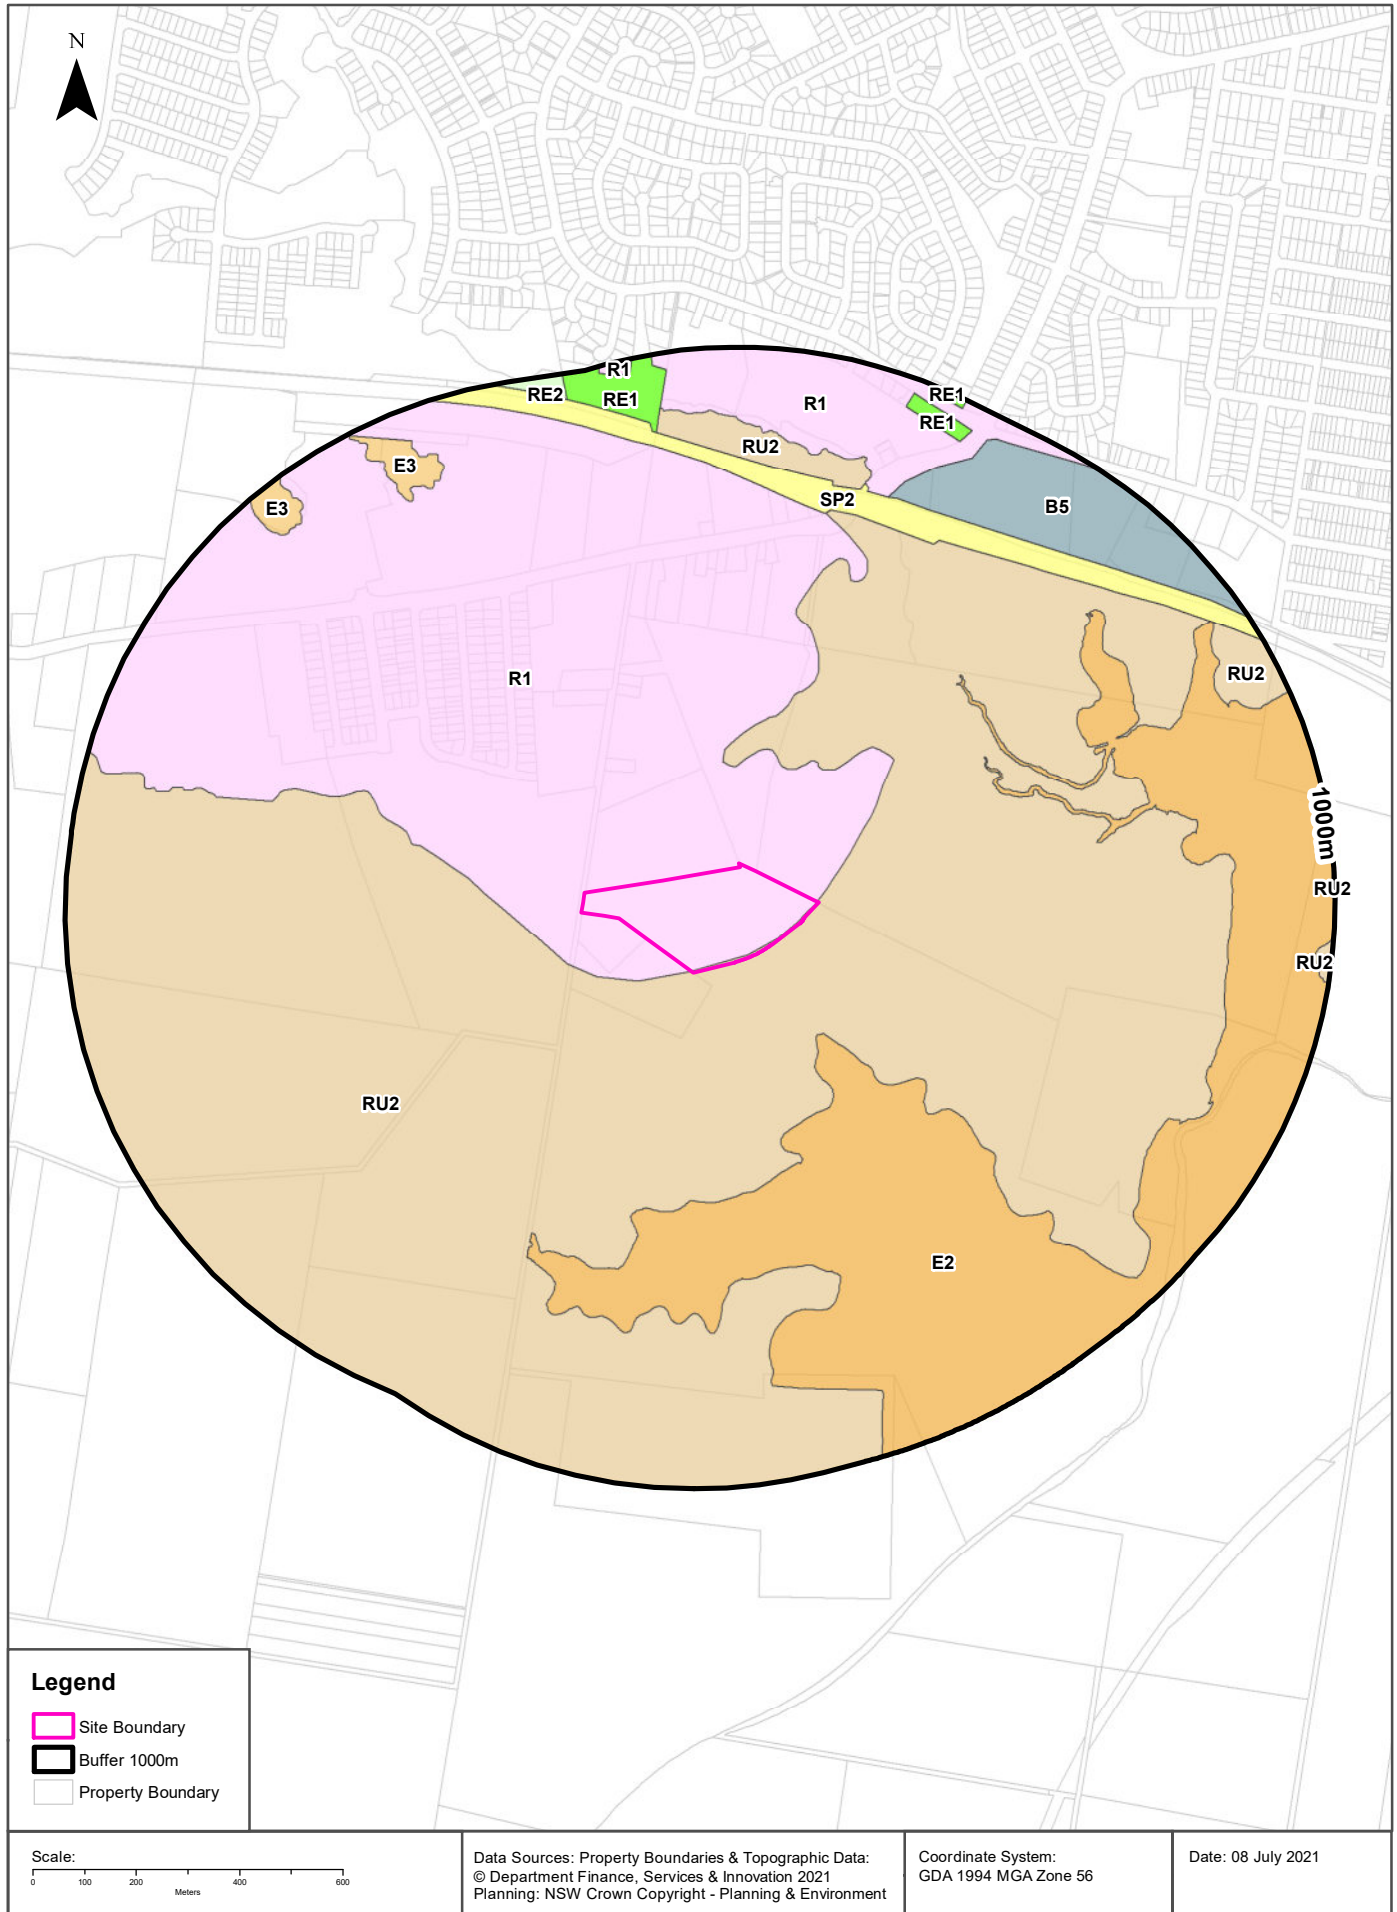 N
R1
RE2
RE1
R1
RE1
RE1
RU2
E3
E3
SP2
B5
R1
RU2
1000m
RU2
RU2
RU2
E2
Legend
Site Boundary
Buffer 1000m
Property Boundary
Scale:
0 100 200 400 600
Meters
Data Sources: Property Boundaries & Topographic Data:
© Department Finance, Services & Innovation 2021
Planning: NSW Crown Copyright - Planning & Environment
Coordinate System:
GDA 1994 MGA Zone 56
Date: 08 July 2021